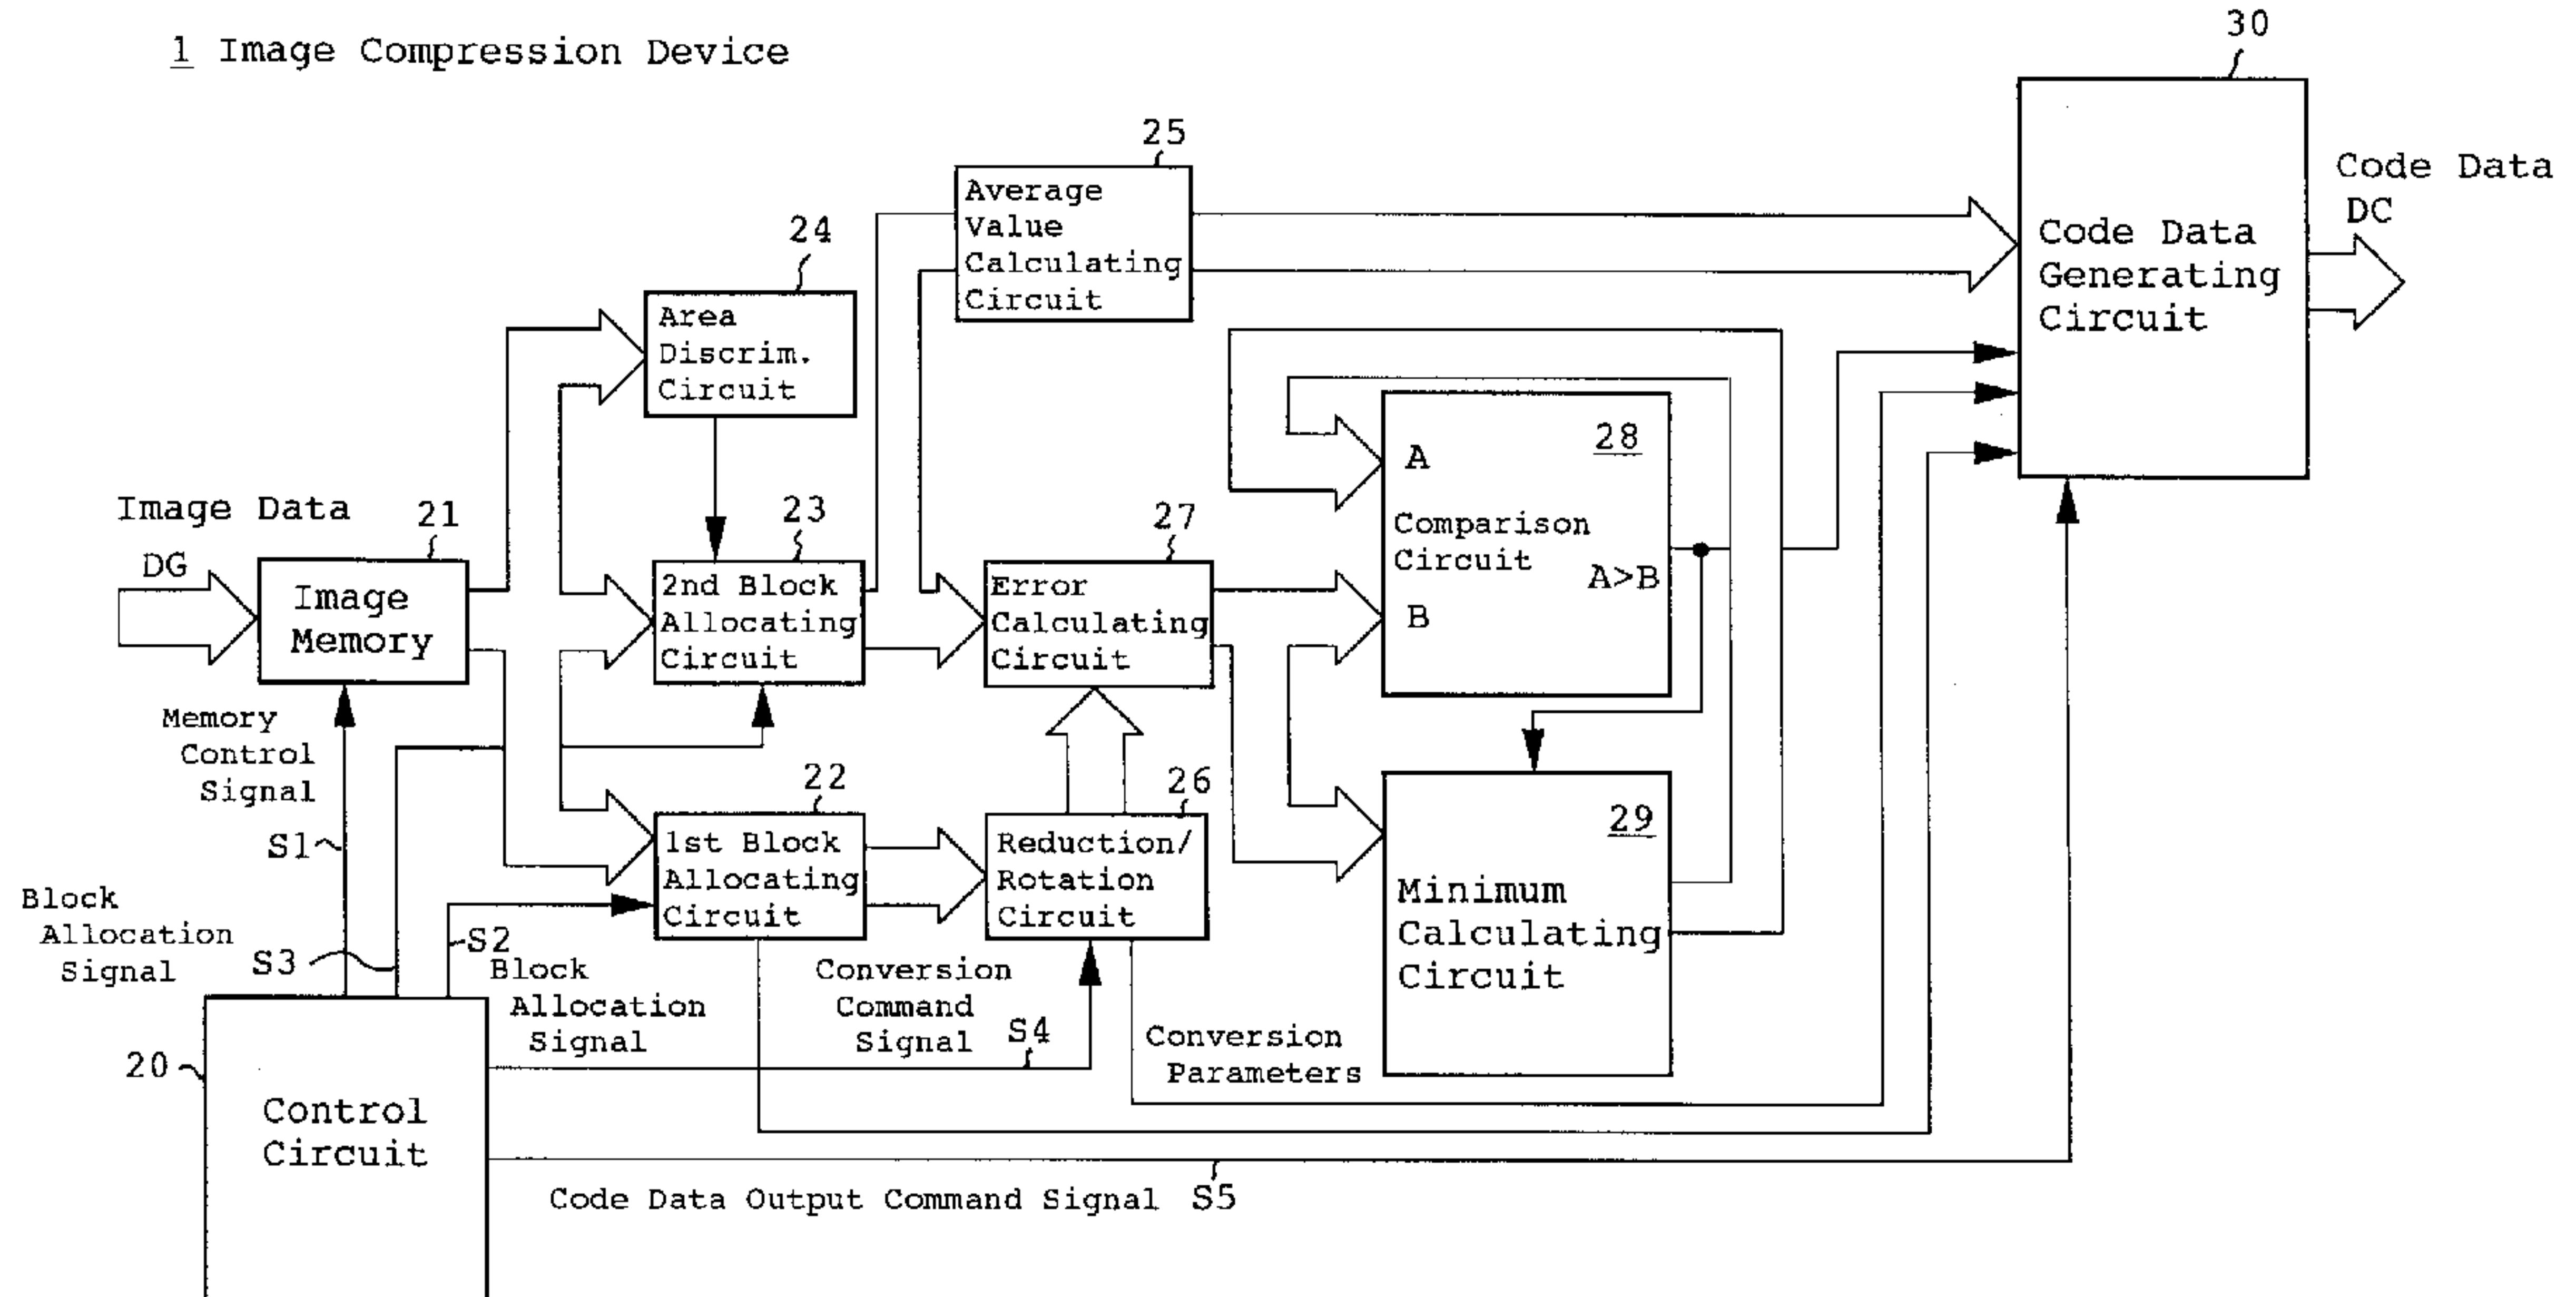 1 Image Compression Device
30
Code Data
Generating
Circuit
Code Data
DC
25
Average
Value
Calculating
Circuit
24
Area
Discrim.
Circuit
28
A
Comparison
Circuit
A>B
B
Image Data
DG
21
Image
Memory
23
2nd Block
Allocating
Circuit
27
Error
Calculating
Circuit
Memory
Control
Signal
S1
22
1st Block
Allocating
Circuit
26
Reduction/
Rotation
Circuit
29
Minimum
Calculating
Circuit
Block
Allocation
Signal
S3
S2
Block
Allocation
Signal
Conversion
Command
Signal
S4
Conversion
Parameters
20
Control
Circuit
Code Data Output Command Signal S5